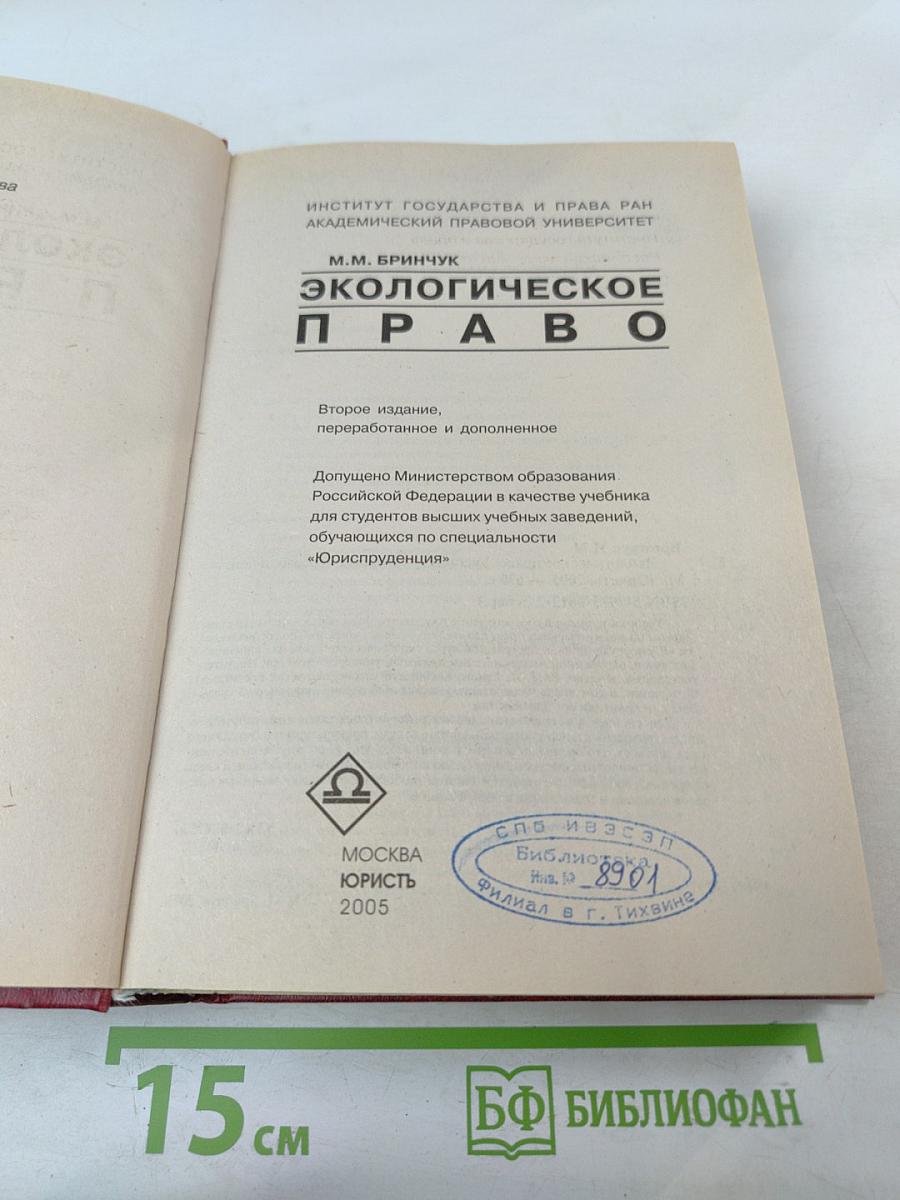 ва
ИНСТИТУТ ГОСУДАРСТВА И ПРАВА РАН
АКАДЕМИЧЕСКИЙ ПРАВОВОЙ УНИВЕРСИТЕТ
М.М. БРИНЧУК
ЭКОЛОГИЧЕСКОЕ
ПРАВО
Второе издание,
переработанное и дополненное
Допущено Министерством образования
Российской Федерации в качестве учебника
для студентов высших учебных заведений,
обучающихся по специальности
«Юриспруденция»
МОСКВА
ЮРИСТЪ
2005
СПБ ИВЭСЭП
Библиотека
Инв. № 8901
Филиал в г. Тихвине
15 см
БФ БИБЛИОФАН